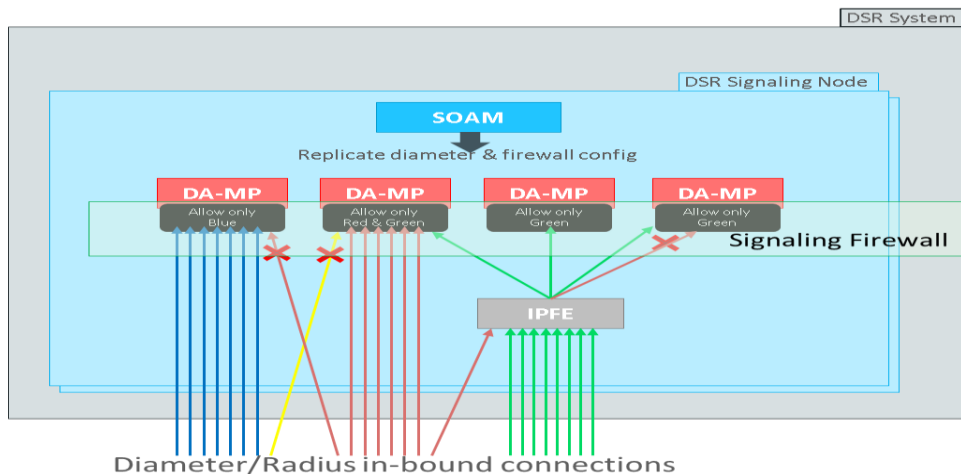 DSR System
DSR Signaling Node
SOAM
Replicate diameter & firewall config
DA-MP
DA-MP
DA-MP
DA-MP
Allow only
Blue
Allow only
Red & Green
Allow only
Green
Allow only
Green
Signaling Firewall
IPFE
Diameter/Radius in-bound connections